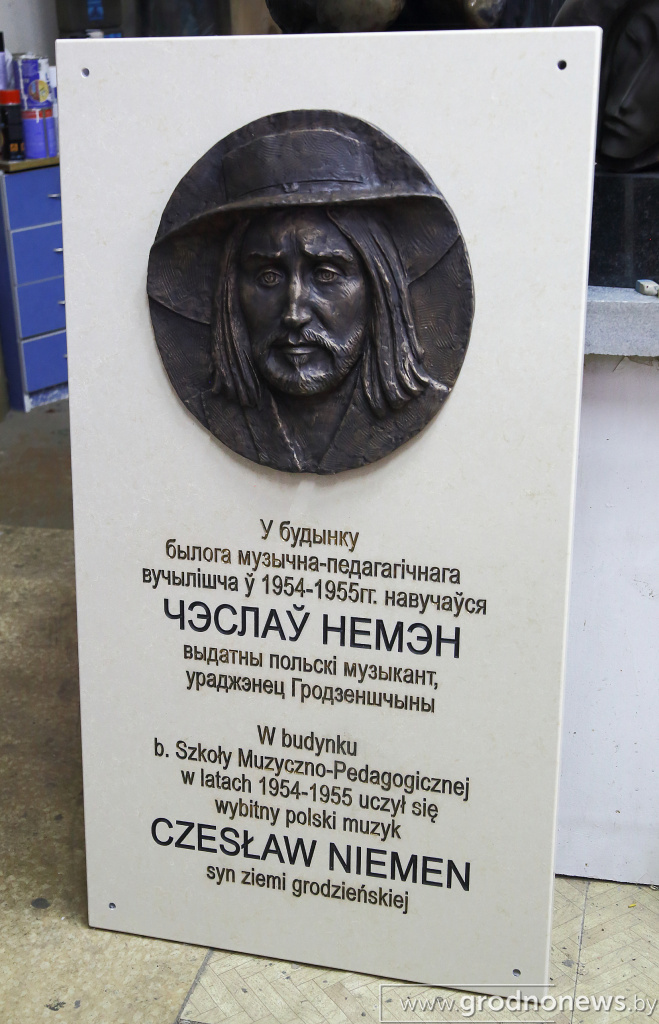 У будынку
былога музычна-педагагічнага
вучылішча ў 1954-1955гг. навучаўся
ЧЭСЛАЎ НЕМЭН
выдатны польскі музыкант,
ураджэнец Гродзеншчыны
W budynku
b. Szkoły Muzyczno-Pedagogicznej
w latach 1954-1955 uczył się
wybitny polski muzyk
CZESŁAW NIEMEN
syn ziemi grodzieńskiej
www.grodnonews.by